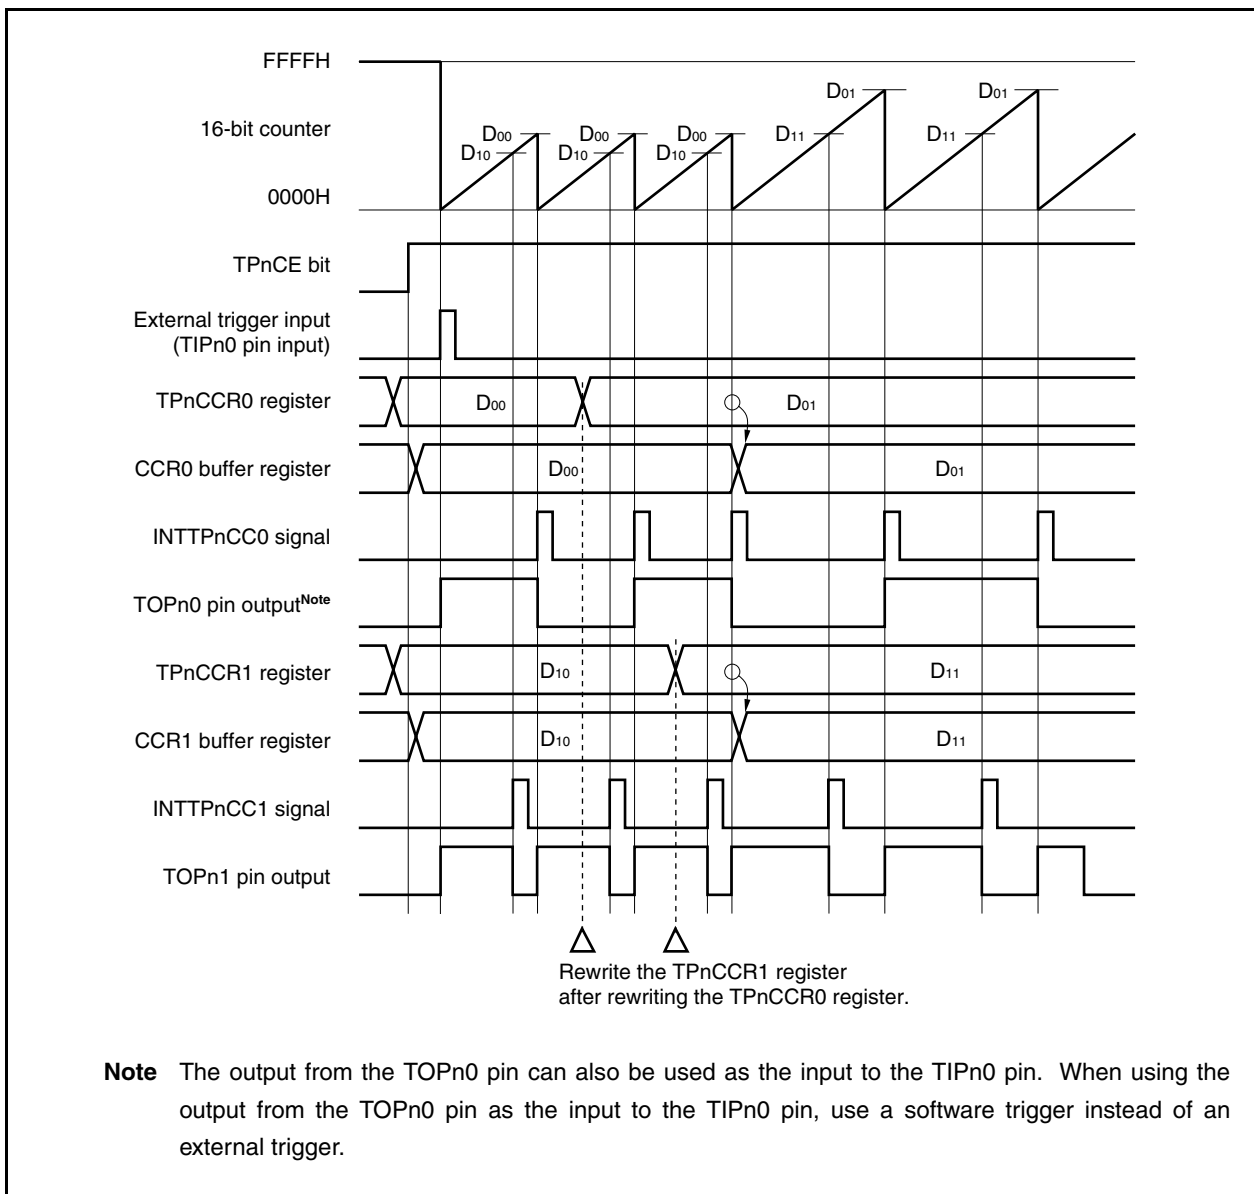 FFFFH
D01 D01
16-bit counter
D00 D00 D00 D11 D11
D10 D10 D10
0000H
TPnCE bit
External trigger input
(TIPn0 pin input)
TPnCCR0 register D00 D01
CCR0 buffer register D00 D01
INTTPnCC0 signal
TOPn0 pin outputNote
TPnCCR1 register D10 D11
CCR1 buffer register D10 D11
INTTPnCC1 signal
TOPn1 pin output
Rewrite the TPnCCR1 register
after rewriting the TPnCCR0 register.
Note The output from the TOPn0 pin can also be used as the input to the TIPn0 pin. When using the
output from the TOPn0 pin as the input to the TIPn0 pin, use a software trigger instead of an
external trigger.